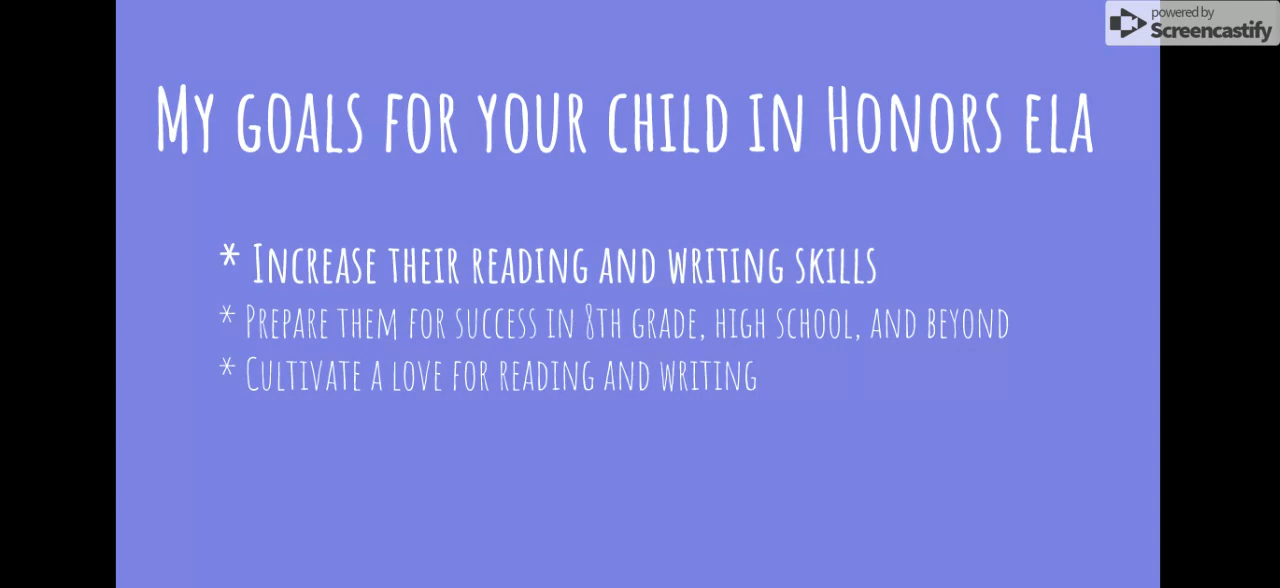 powered by
Screencastify
My goals for your child in Honors ela
* Increase their reading and writing skills
* Prepare them for success in 8th grade, high school, and beyond
* Cultivate a love for reading and writing